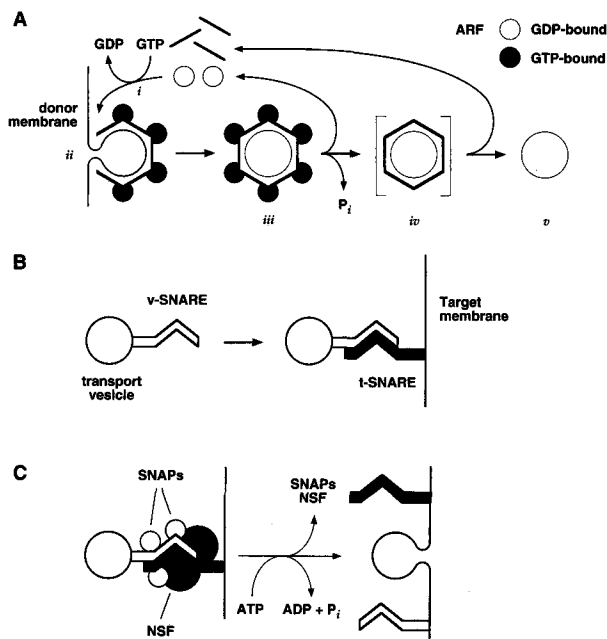 A
ARF
GDP-bound
GTP-bound
GDP
GTP
i
donor
membrane
ii
iii
P i
iv
v
B
v-SNARE
Target
membrane
transport
vesicle
t-SNARE
C
SNAPs
SNAPs
NSF
ATP
ADP + P i
NSF